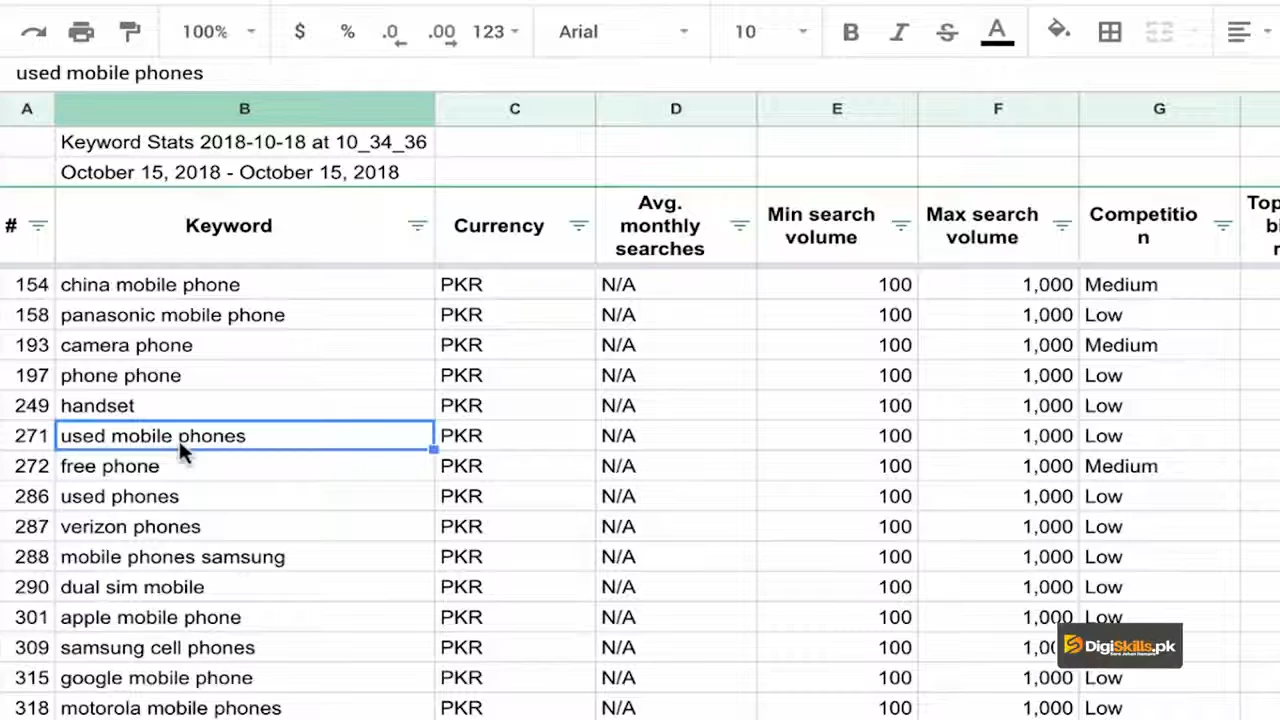 100% $ % .0 .00 123 Arial 10 B I S A
used mobile phones
A B C D E F G
Keyword Stats 2018-10-18 at 10_34_36
October 15, 2018 - October 15, 2018
# Keyword Currency Avg. monthly searches Min search volume Max search volume Competitio n Top
154 china mobile phone PKR N/A 100 1,000 Medium
158 panasonic mobile phone PKR N/A 100 1,000 Low
193 camera phone PKR N/A 100 1,000 Medium
197 phone phone PKR N/A 100 1,000 Low
249 handset PKR N/A 100 1,000 Low
271 used mobile phones PKR N/A 100 1,000 Low
272 free phone PKR N/A 100 1,000 Medium
286 used phones PKR N/A 100 1,000 Low
287 verizon phones PKR N/A 100 1,000 Low
288 mobile phones samsung PKR N/A 100 1,000 Low
290 dual sim mobile PKR N/A 100 1,000 Low
301 apple mobile phone PKR N/A 100 1,000 Low
309 samsung cell phones PKR N/A 100
DigiSkills.pk
315 google mobile phone PKR N/A 100 1,000 Low
318 motorola mobile phones PKR N/A 100 1,000 Low